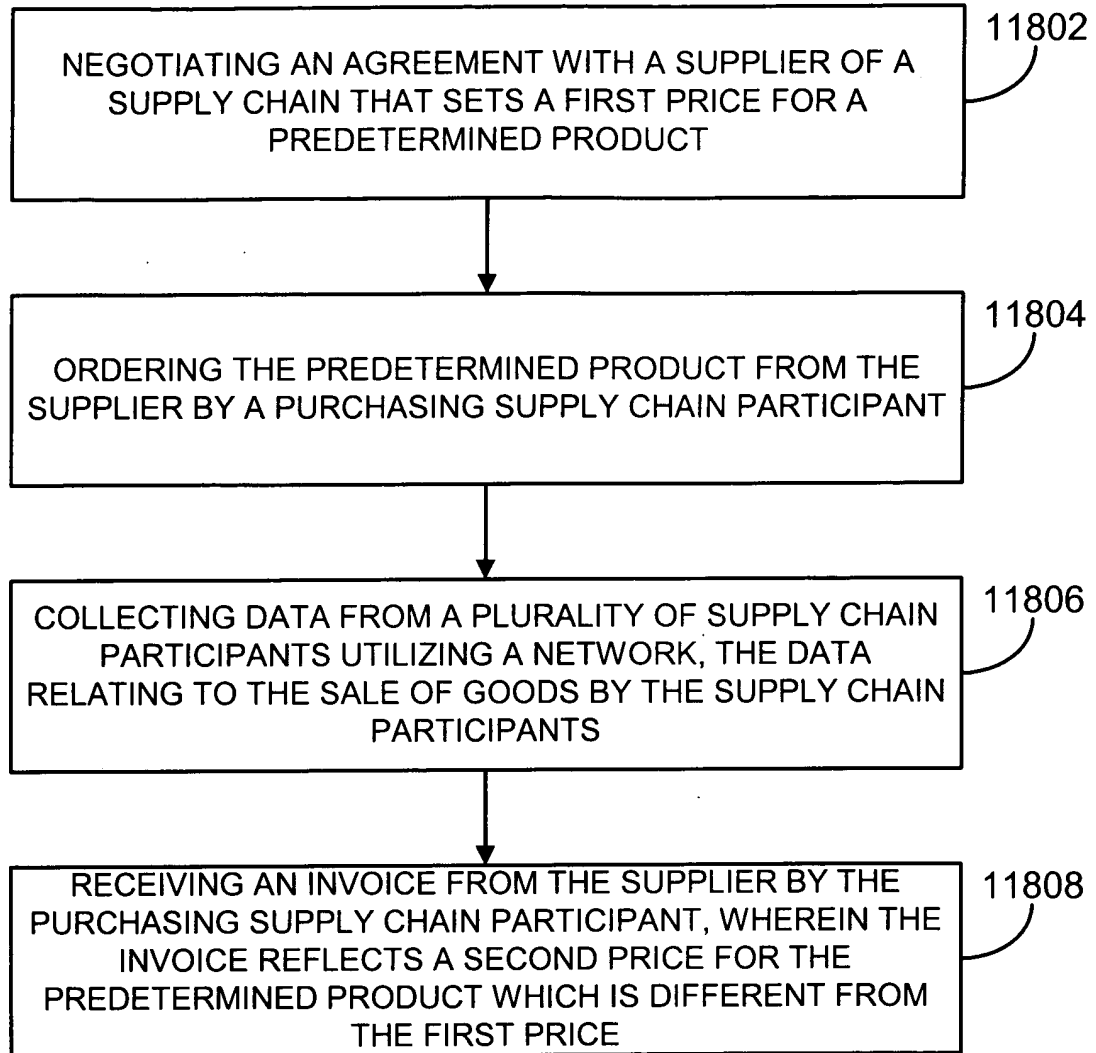 11802
NEGOTIATING AN AGREEMENT WITH A SUPPLIER OF A
SUPPLY CHAIN THAT SETS A FIRST PRICE FOR A
PREDETERMINED PRODUCT
11804
ORDERING THE PREDETERMINED PRODUCT FROM THE
SUPPLIER BY A PURCHASING SUPPLY CHAIN PARTICIPANT
11806
COLLECTING DATA FROM A PLURALITY OF SUPPLY CHAIN
PARTICIPANTS UTILIZING A NETWORK, THE DATA
RELATING TO THE SALE OF GOODS BY THE SUPPLY CHAIN
PARTICIPANTS
11808
RECEIVING AN INVOICE FROM THE SUPPLIER BY THE
PURCHASING SUPPLY CHAIN PARTICIPANT, WHEREIN THE
INVOICE REFLECTS A SECOND PRICE FOR THE
PREDETERMINED PRODUCT WHICH IS DIFFERENT FROM
THE FIRST PRICE